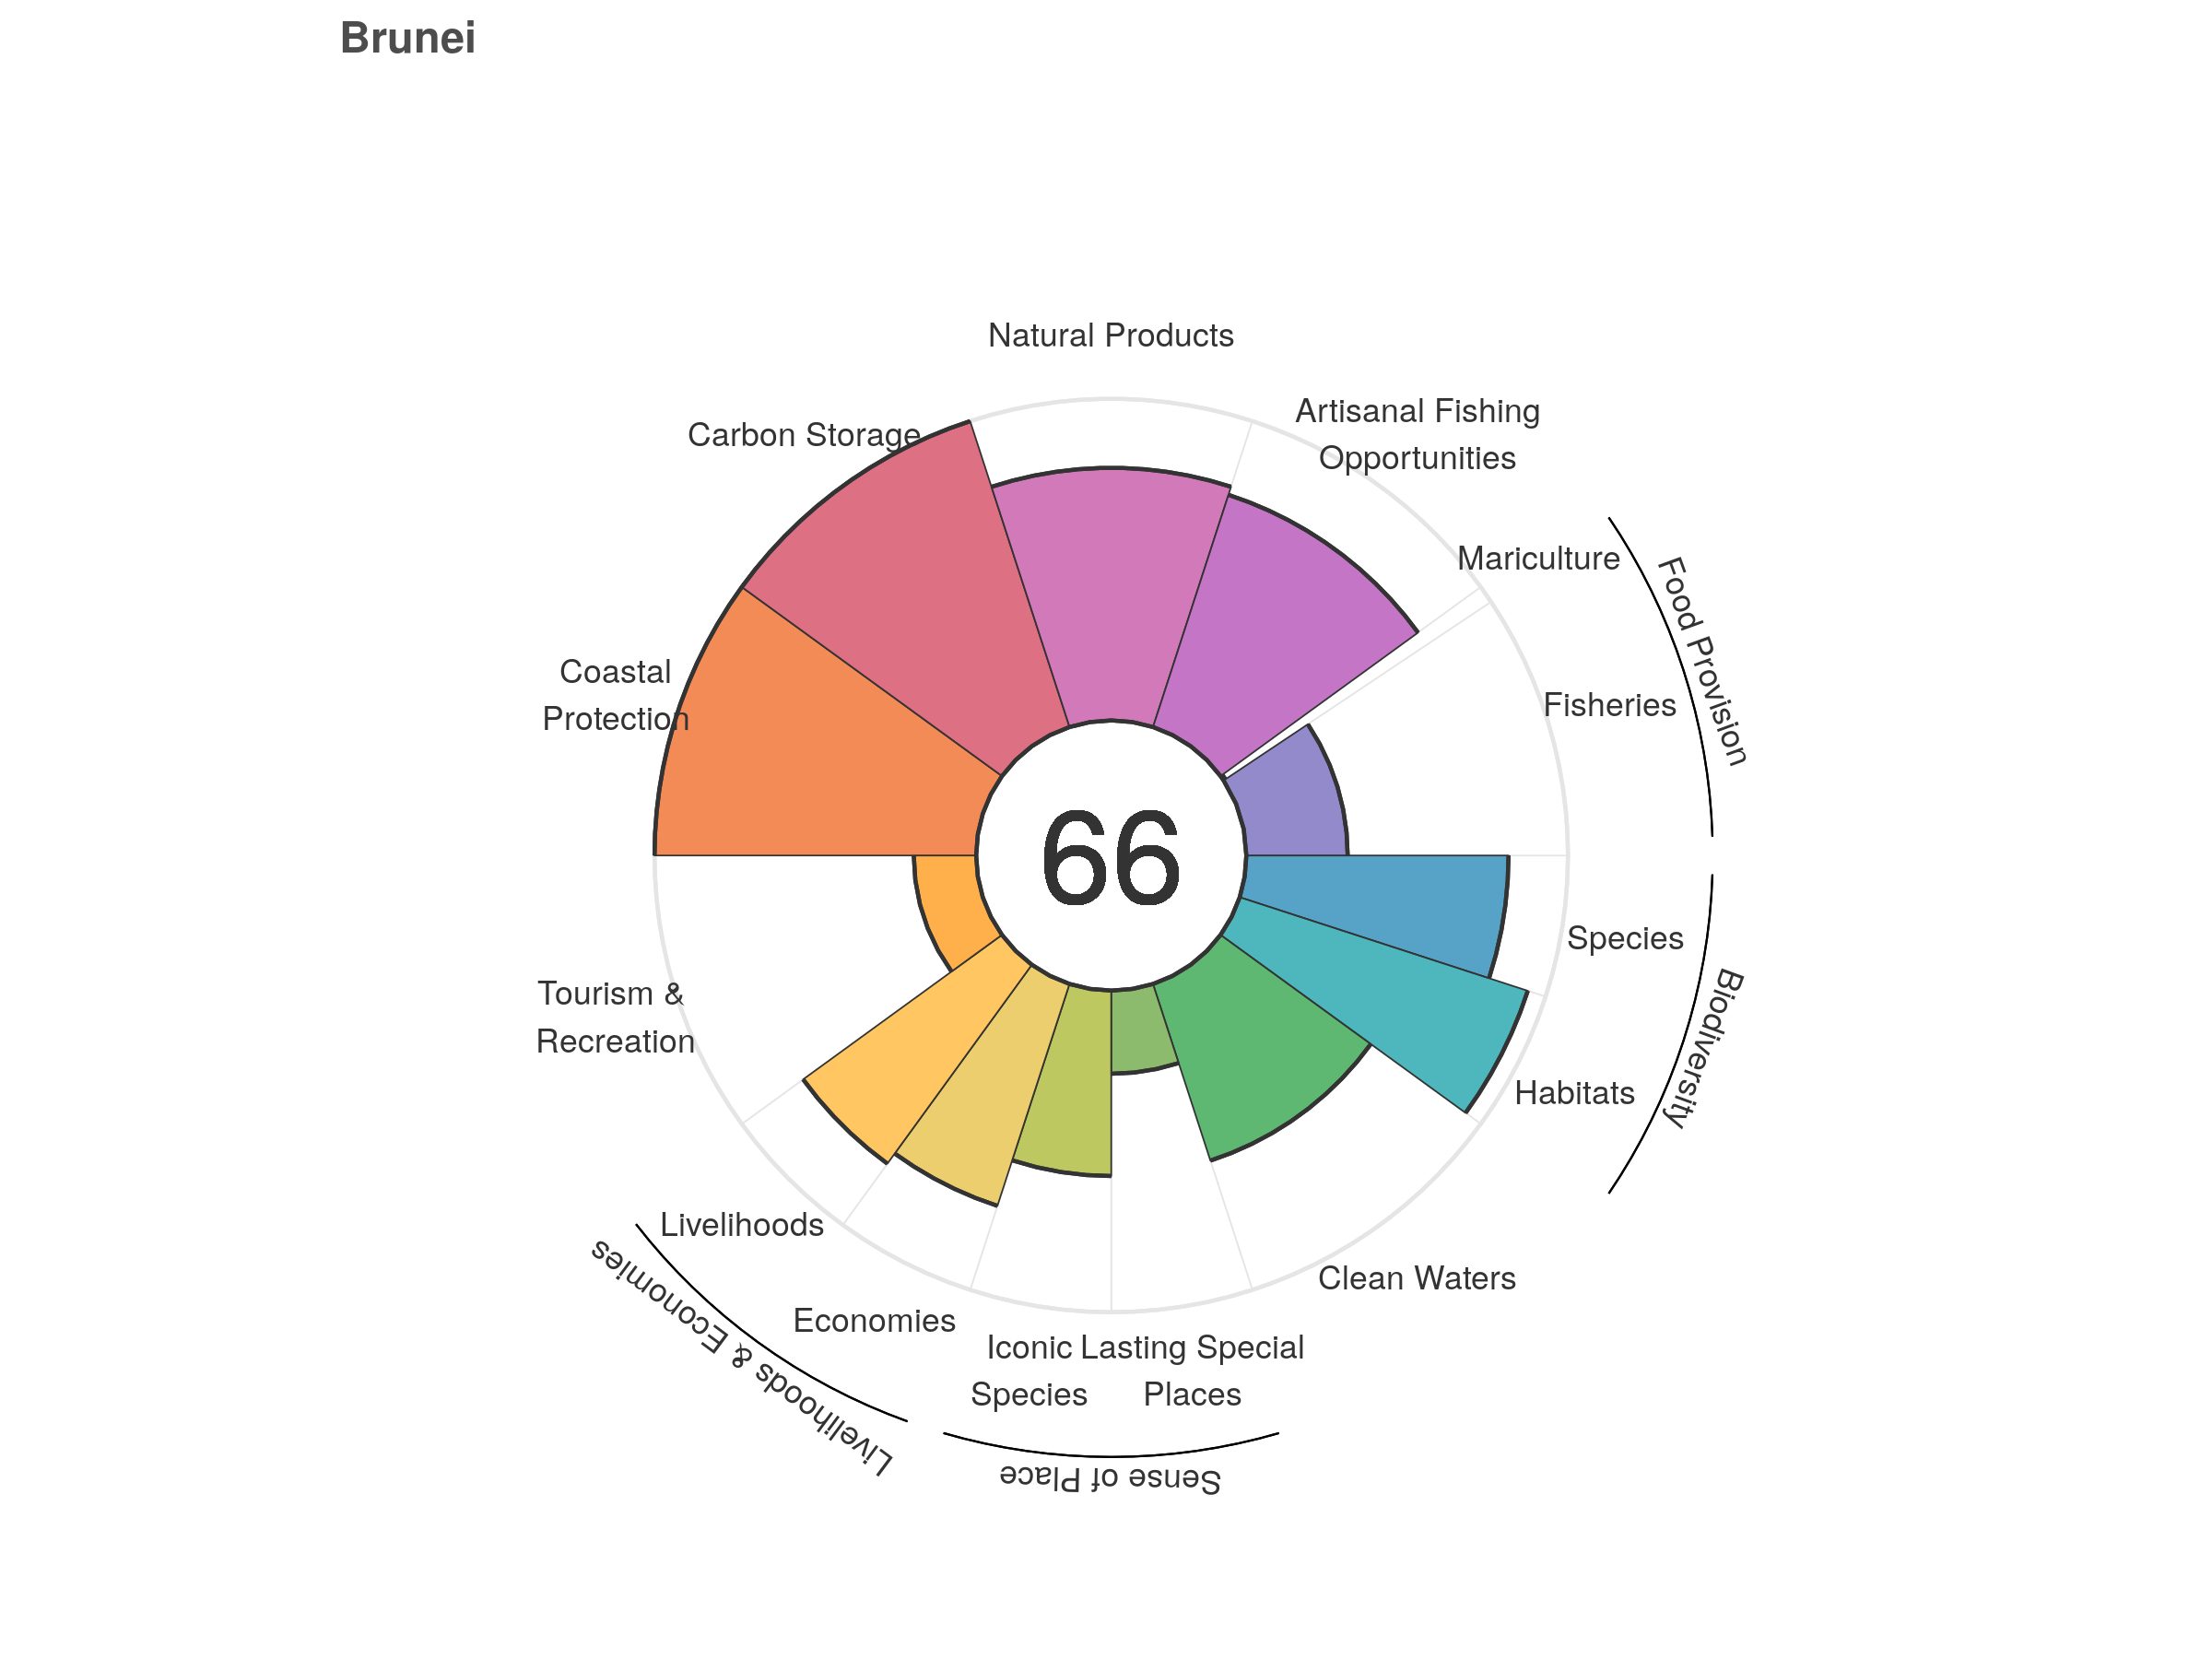 Brunei
Natural Products
Artisanal Fishing
Opportunities
Carbon Storage
Mariculture
Food Provision
Fisheries
Coastal
Protection
66
Species
Biodiversity
Habitats
Tourism &
Recreation
Livelihoods
Clean Waters
Economies
Livelihoods & Economies
Iconic
Species
Lasting Special
Places
Sense of Place